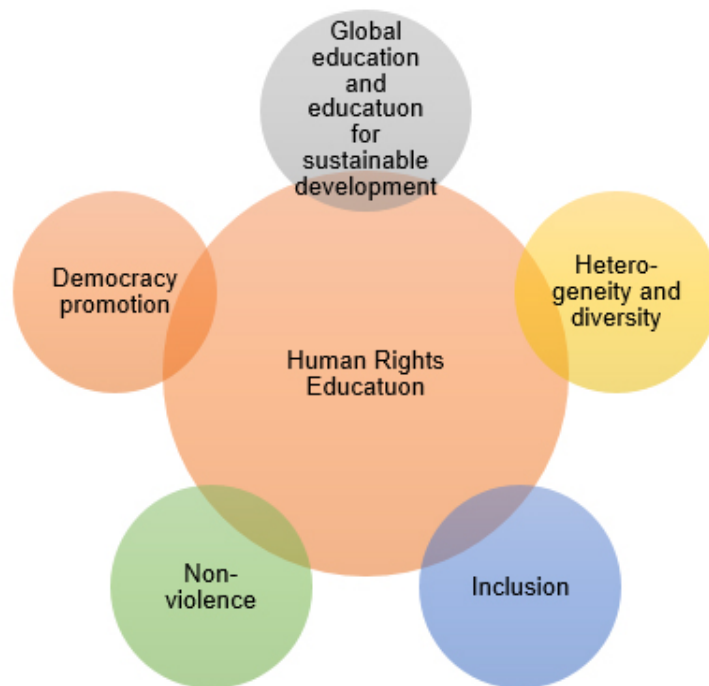 Global
education
and
educatuon
for
sustainable
development
Democracy
promotion
Hetero-
geneity and
diversity
Human Rights
Educatuon
Non-
violence
Inclusion